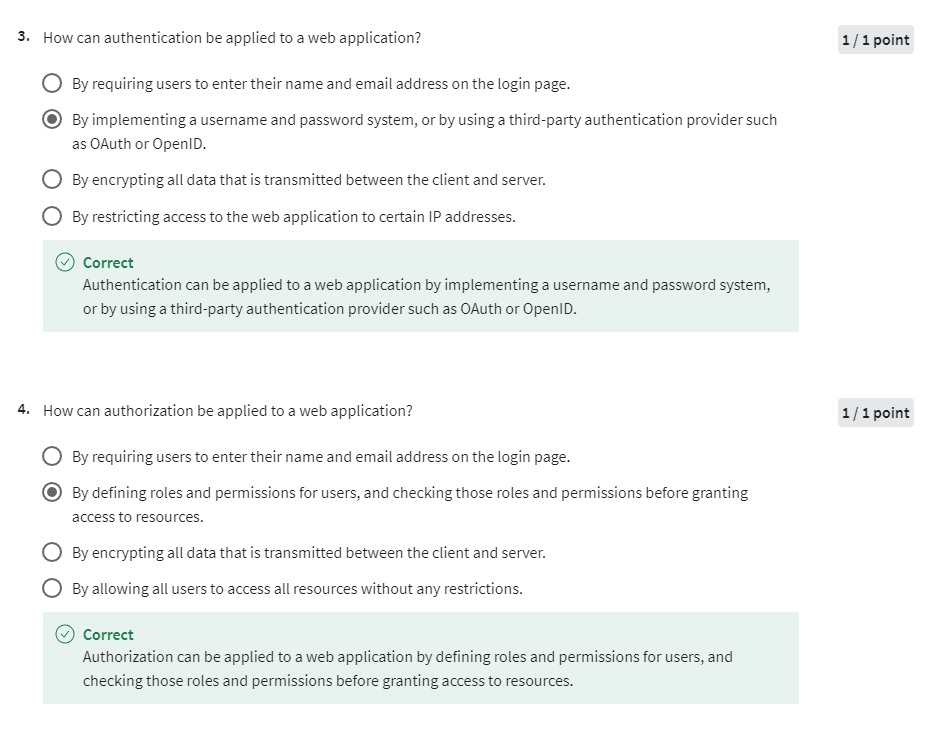 3. How can authentication be applied to a web application?
1 / 1 point
By requiring users to enter their name and email address on the login page.
By implementing a username and password system, or by using a third-party authentication provider such
as OAuth or OpenID.
By encrypting all data that is transmitted between the client and server.
By restricting access to the web application to certain IP addresses.
Correct
Authentication can be applied to a web application by implementing a username and password system,
or by using a third-party authentication provider such as OAuth or OpenID.
4. How can authorization be applied to a web application?
1 / 1 point
By requiring users to enter their name and email address on the login page.
By defining roles and permissions for users, and checking those roles and permissions before granting
access to resources.
By encrypting all data that is transmitted between the client and server.
By allowing all users to access all resources without any restrictions.
Correct
Authorization can be applied to a web application by defining roles and permissions for users, and
checking those roles and permissions before granting access to resources.